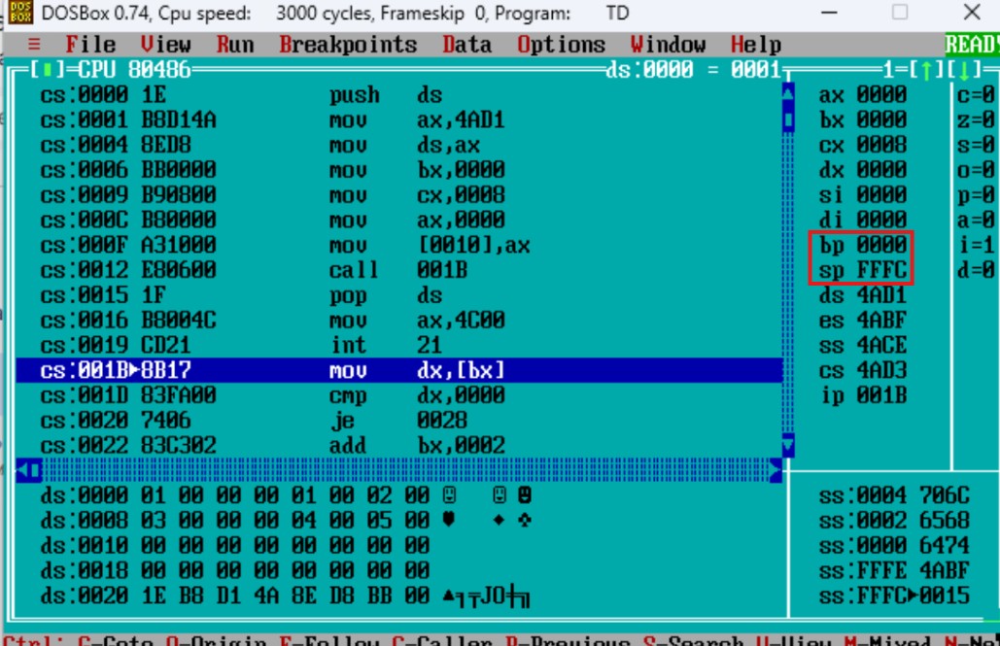 DOSBox 0.74, Cpu speed: 3000 cycles, Frameskip 0, Program: TD
≡ File View Run Breakpoints Data Options Window Help READY
[■]=CPU 80486 ds:0000 = 0001 1=[↑][↓]
cs:0000 1E push ds ax 0000 c=0
cs:0001 B8D14A mov ax,4AD1 bx 0000 z=0
cs:0004 8ED8 mov ds,ax cx 0008 s=0
cs:0006 BB0000 mov bx,0000 dx 0000 o=0
cs:0009 B90800 mov cx,0008 si 0000 p=0
cs:000C B80000 mov ax,0000 di 0000 a=0
cs:000F A31000 mov [0010],ax bp 0000 i=1
cs:0012 E80600 call 001B sp FFFC d=0
cs:0015 1F pop ds ds 4AD1
cs:0016 B8004C mov ax,4C00 es 4ABF
cs:0019 CD21 int 21 ss 4ACE
cs:001B►8B17 mov dx,[bx] cs 4AD3
cs:001D 83FA00 cmp dx,0000 ip 001B
cs:0020 7406 je 0028
cs:0022 83C302 add bx,0002
ds:0000 01 00 00 00 01 00 02 00 ☺ ☺☻ ss:0004 706C
ds:0008 03 00 00 00 04 00 05 00 ♥ ♦ ♣ ss:0002 6568
ds:0010 00 00 00 00 00 00 00 00 ss:0000 6474
ds:0018 00 00 00 00 00 00 00 00 ss:FFFE 4ABF
ds:0020 1E B8 D1 4A 8E D8 BB 00 ▲╕╤JÄ╪╗ ss:FFFC►0015
Ctrl: G-Goto O-Origin F-Follow C-Caller P-Previous S-Search V-View M-Mixed